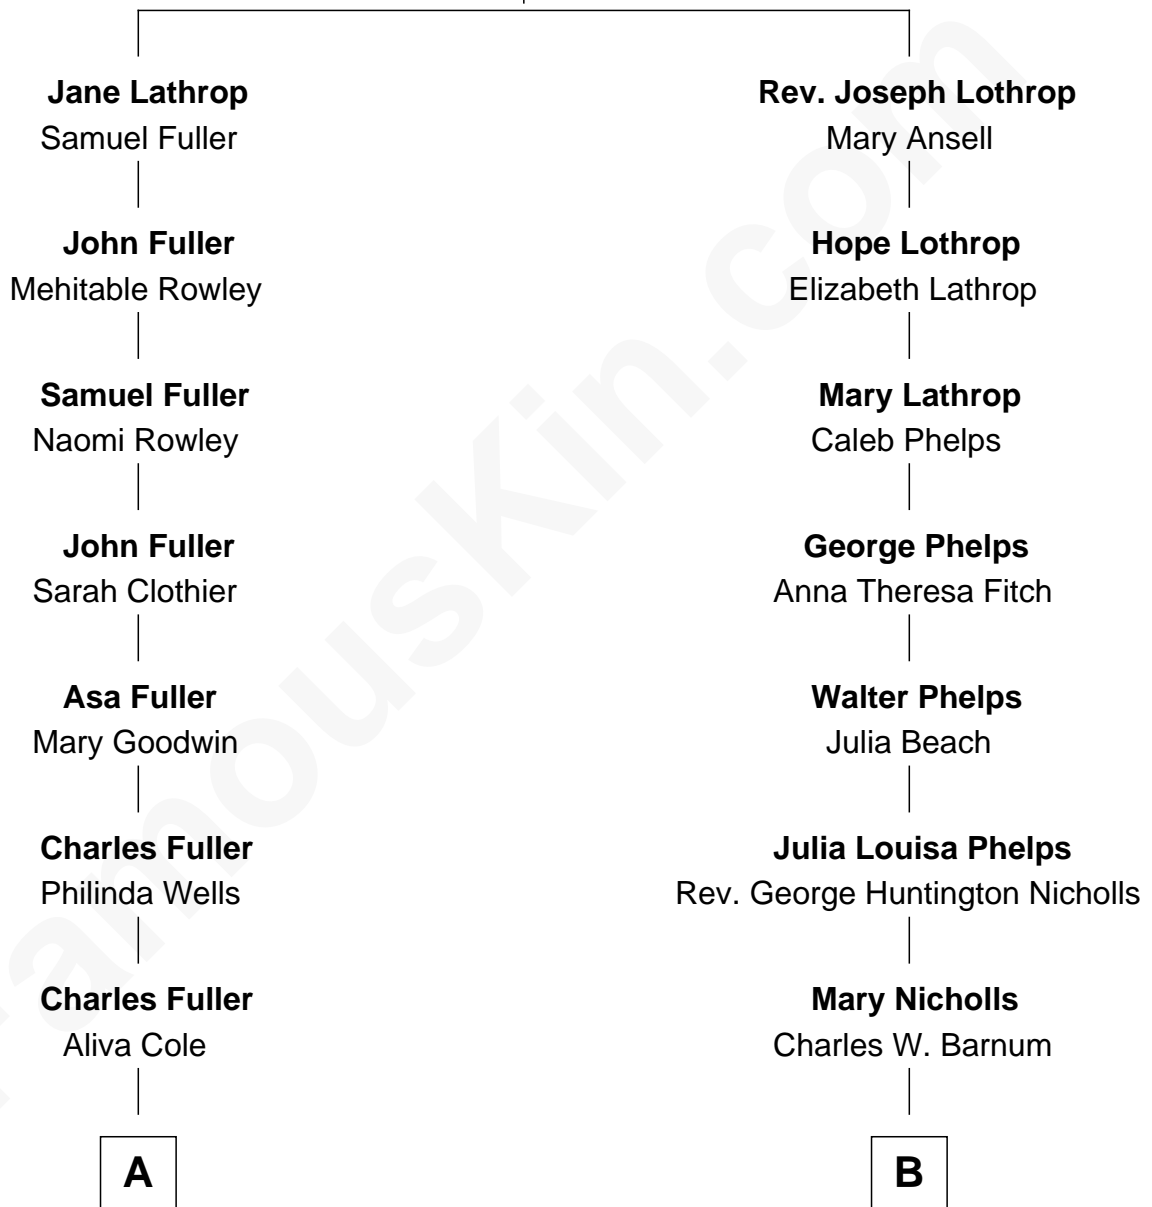 Jane Lathrop
Samuel Fuller
John Fuller
Mehitable Rowley
Samuel Fuller
Naomi Rowley
John Fuller
Sarah Clothier
Asa Fuller
Mary Goodwin
Charles Fuller
Philinda Wells
Charles Fuller
Aliva Cole
A
Rev. Joseph Lothrop
Mary Ansell
Hope Lothrop
Elizabeth Lathrop
Mary Lathrop
Caleb Phelps
George Phelps
Anna Theresa Fitch
Walter Phelps
Julia Beach
Julia Louisa Phelps
Rev. George Huntington Nicholls
Mary Nicholls
Charles W. Barnum
B
FamousKin.com